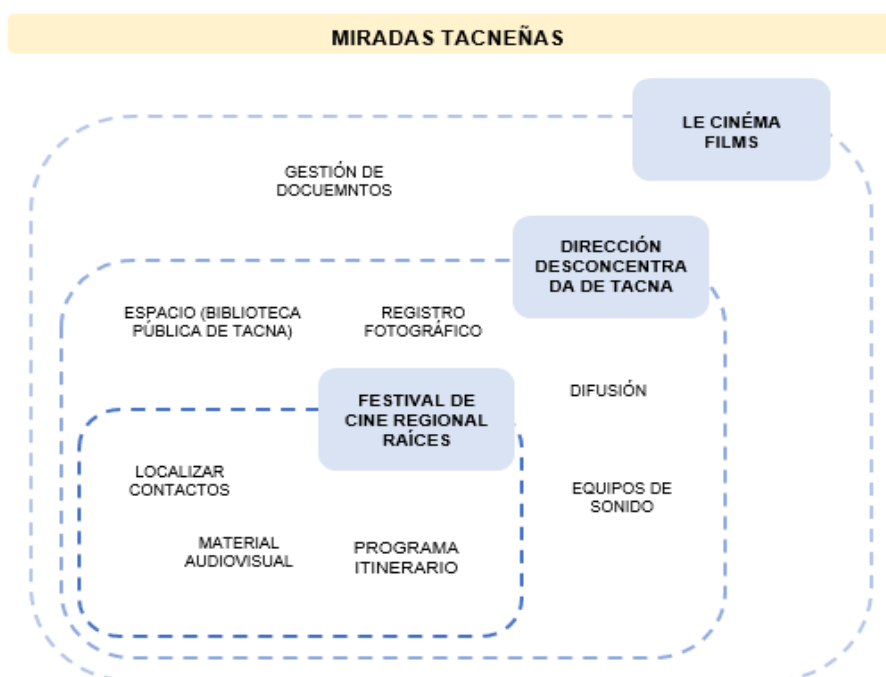 MIRADAS TACNEÑAS
LE CINÉMA
FILMS
GESTIÓN DE
DOCUEMNTOS
DIRECCIÓN
DESCONCENTRA
DA DE TACNA
ESPACIO (BIBLIOTECA
PÚBLICA DE TACNA)
REGISTRO
FOTOGRÁFICO
DIFUSIÓN
FESTIVAL DE
CINE REGIONAL
RAÍCES
LOCALIZAR
CONTACTOS
EQUIPOS DE
SONIDO
MATERIAL
AUDIOVISUAL
PROGRAMA
ITINERARIO